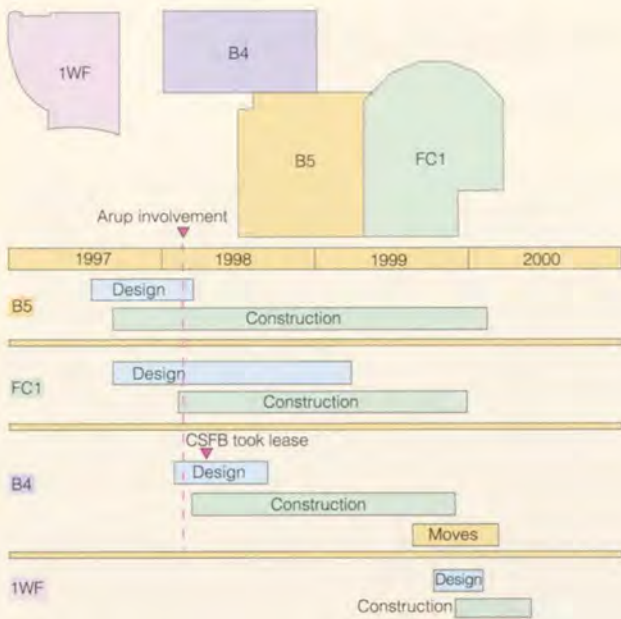 1WF
B4
B5
FC1
Arup involvement
1997 1998 1999 2000
Design
B5
Construction
Design
FC1
Construction
CSFB took lease
B4
Design
Construction
Moves
1WF
Design
Construction